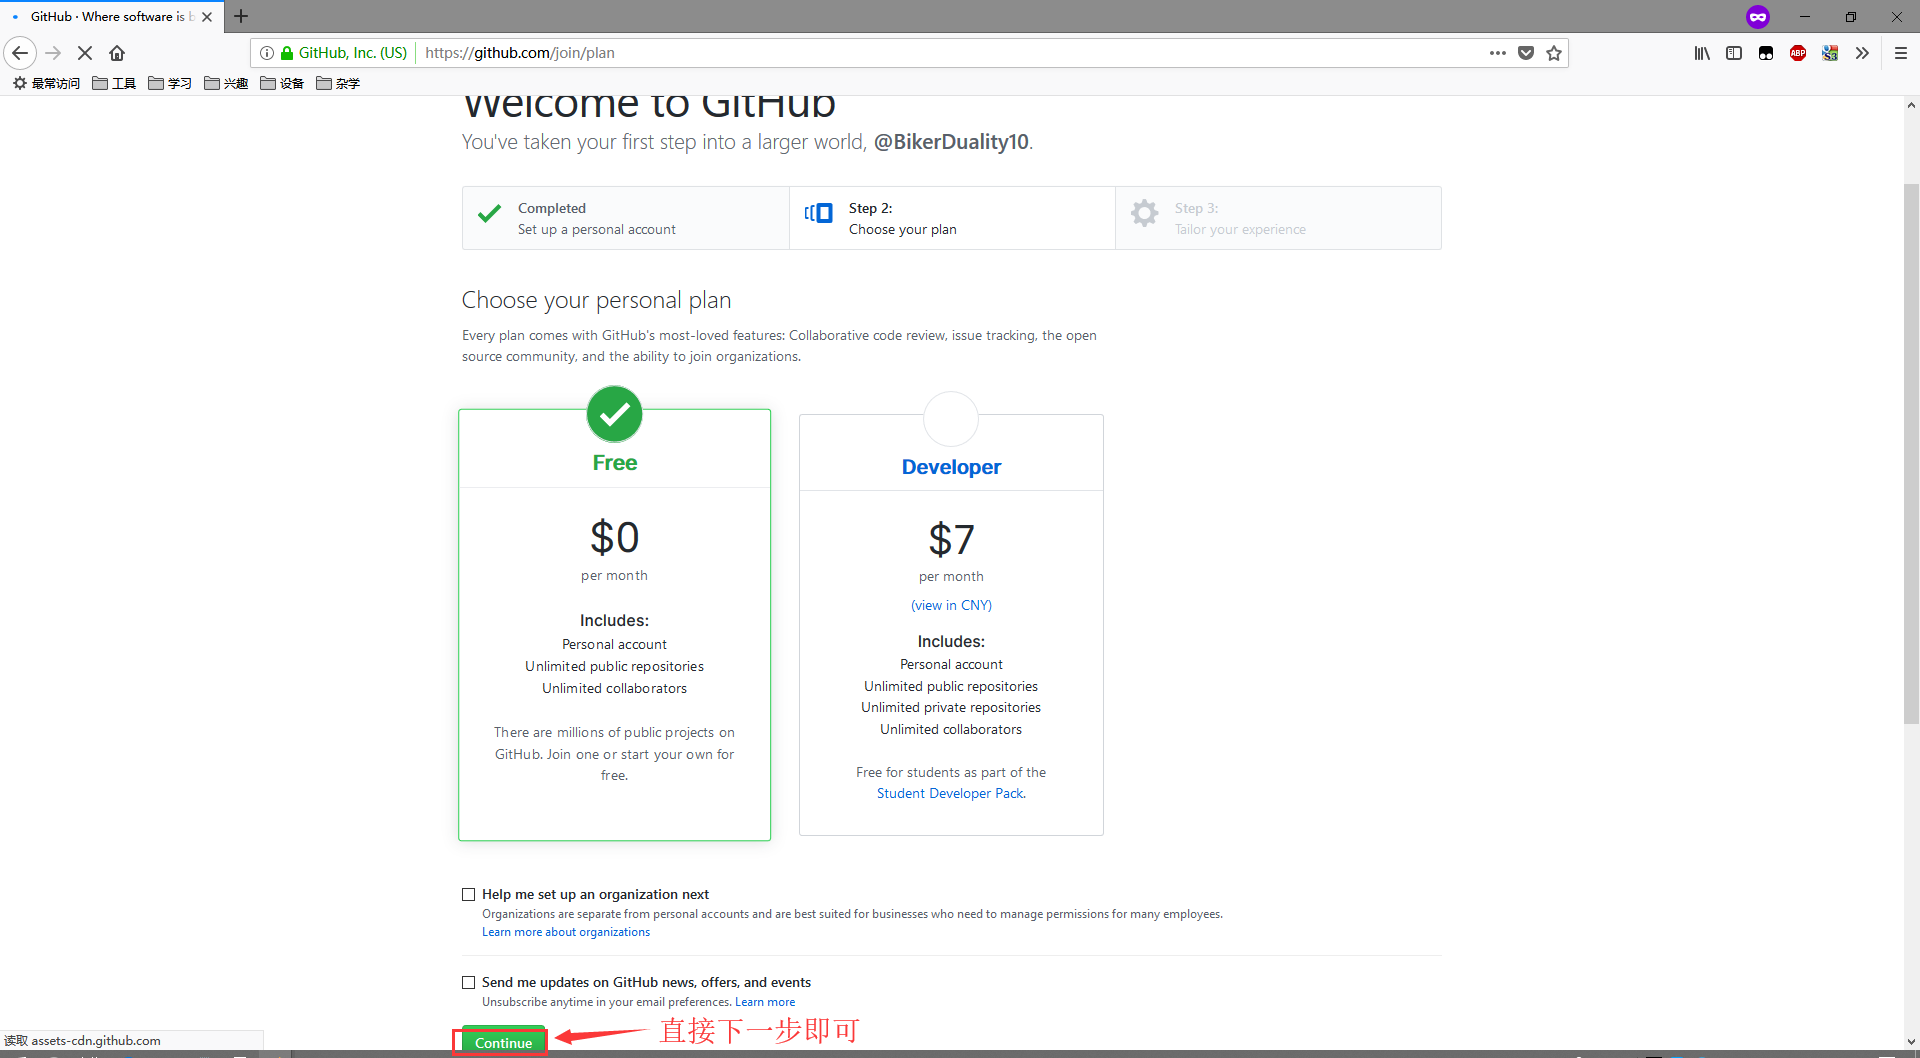 GitHub · Where software is b
GitHub, Inc. (US)
https://github.com/join/plan
ABP
最常访问
工具
学习
兴趣
设备
杂学
Welcome to GitHub
You've taken your first step into a larger world, @BikerDuality10.
Completed
Set up a personal account
Step 2:
Choose your plan
Step 3:
Tailor your experience
Choose your personal plan
Every plan comes with GitHub's most-loved features: Collaborative code review, issue tracking, the open
source community, and the ability to join organizations.
Free
$0
per month
Includes:
Personal account
Unlimited public repositories
Unlimited collaborators
There are millions of public projects on
GitHub. Join one or start your own for
free.
Developer
$7
per month
(view in CNY)
Includes:
Personal account
Unlimited public repositories
Unlimited private repositories
Unlimited collaborators
Free for students as part of the
Student Developer Pack.
Help me set up an organization next
Organizations are separate from personal accounts and are best suited for businesses who need to manage permissions for many employees.
Learn more about organizations
Send me updates on GitHub news, offers, and events
Unsubscribe anytime in your email preferences. Learn more
Continue
直接下一步即可
读取 assets-cdn.github.com